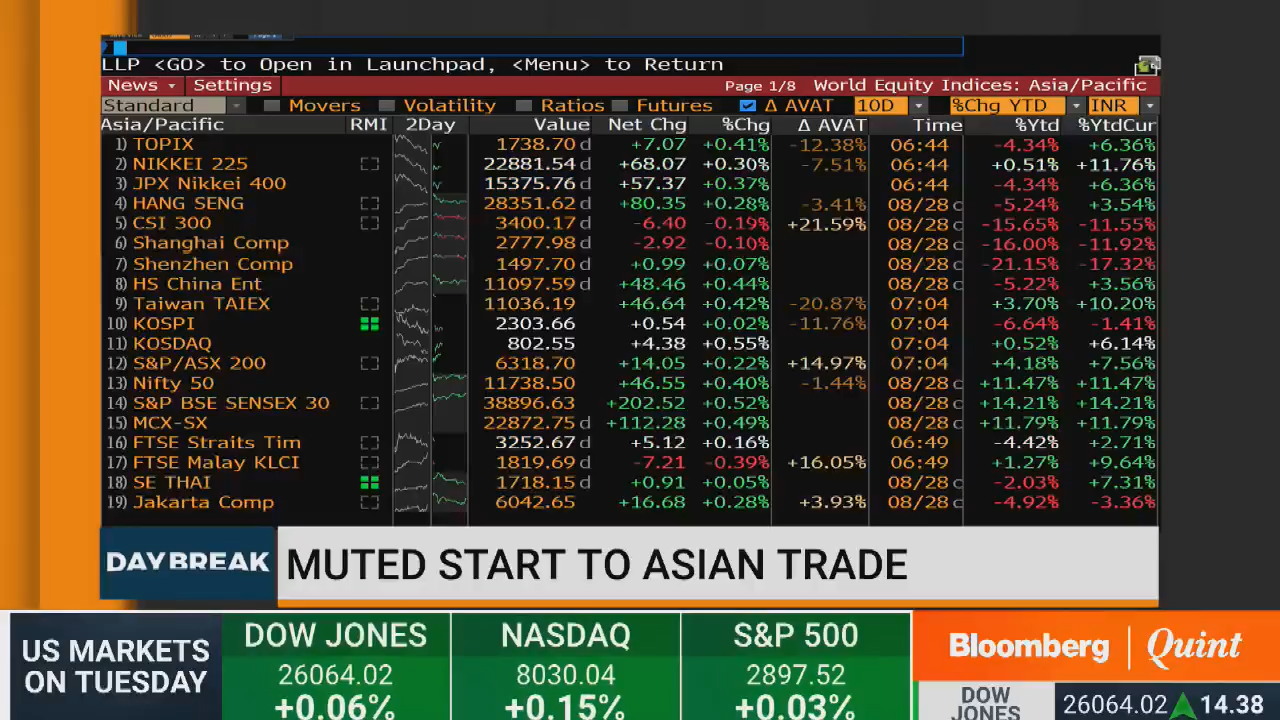 LLP <GO> to Open in Launchpad, <Menu> to Return
News Settings Page 1/8 World Equity Indices: Asia/Pacific
Standard Movers Volatility Ratios Futures Δ AVAT 10D %Chg YTD INR
Asia/Pacific RMI 2Day Value Net Chg %Chg Δ AVAT Time %Ytd %YtdCur
1) TOPIX 1738.70 d +7.07 +0.41% -12.38% 06:44 -4.34% +6.36%
2) NIKKEI 225 22881.54 d +68.07 +0.30% -7.51% 06:44 +0.51% +11.76%
3) JPX Nikkei 400 15375.76 d +57.37 +0.37% 06:44 -4.34% +6.36%
4) HANG SENG 28351.62 d +80.35 +0.28% -3.41% 08/28 c -5.24% +3.54%
5) CSI 300 3400.17 d -6.40 -0.19% +21.59% 08/28 c -15.65% -11.55%
6) Shanghai Comp 2777.98 d -2.92 -0.10% 08/28 c -16.00% -11.92%
7) Shenzhen Comp 1497.70 d +0.99 +0.07% 08/28 c -21.15% -17.32%
8) HS China Ent 11097.59 d +48.46 +0.44% 08/28 c -5.22% +3.56%
9) Taiwan TAIEX 11036.19 +46.64 +0.42% -20.87% 07:04 +3.70% +10.20%
10) KOSPI 2303.66 +0.54 +0.02% -11.76% 07:04 -6.64% -1.41%
11) KOSDAQ 802.55 +4.38 +0.55% 07:04 +0.52% +6.14%
12) S&P/ASX 200 6318.70 +14.05 +0.22% +14.97% 07:04 +4.18% +7.56%
13) Nifty 50 11738.50 +46.55 +0.40% -1.44% 08/28 c +11.47% +11.47%
14) S&P BSE SENSEX 30 38896.63 +202.52 +0.52% 08/28 c +14.21% +14.21%
15) MCX-SX 22872.75 d +112.28 +0.49% 08/28 c +11.79% +11.79%
16) FTSE Straits Tim 3252.67 d +5.12 +0.16% 06:49 -4.42% +2.71%
17) FTSE Malay KLCI 1819.69 d -7.21 -0.39% +16.05% 06:49 +1.27% +9.64%
18) SE THAI 1718.15 d +0.91 +0.05% 08/28 c -2.03% +7.31%
19) Jakarta Comp 6042.65 +16.68 +0.28% +3.93% 08/28 c -4.92% -3.36%
DAYBREAK
MUTED START TO ASIAN TRADE
US MARKETS
ON TUESDAY
DOW JONES
26064.02
+0.06%
NASDAQ
8030.04
+0.15%
S&P 500
2897.52
+0.03%
Bloomberg | Quint
DOW
JONES
26064.02 14.38